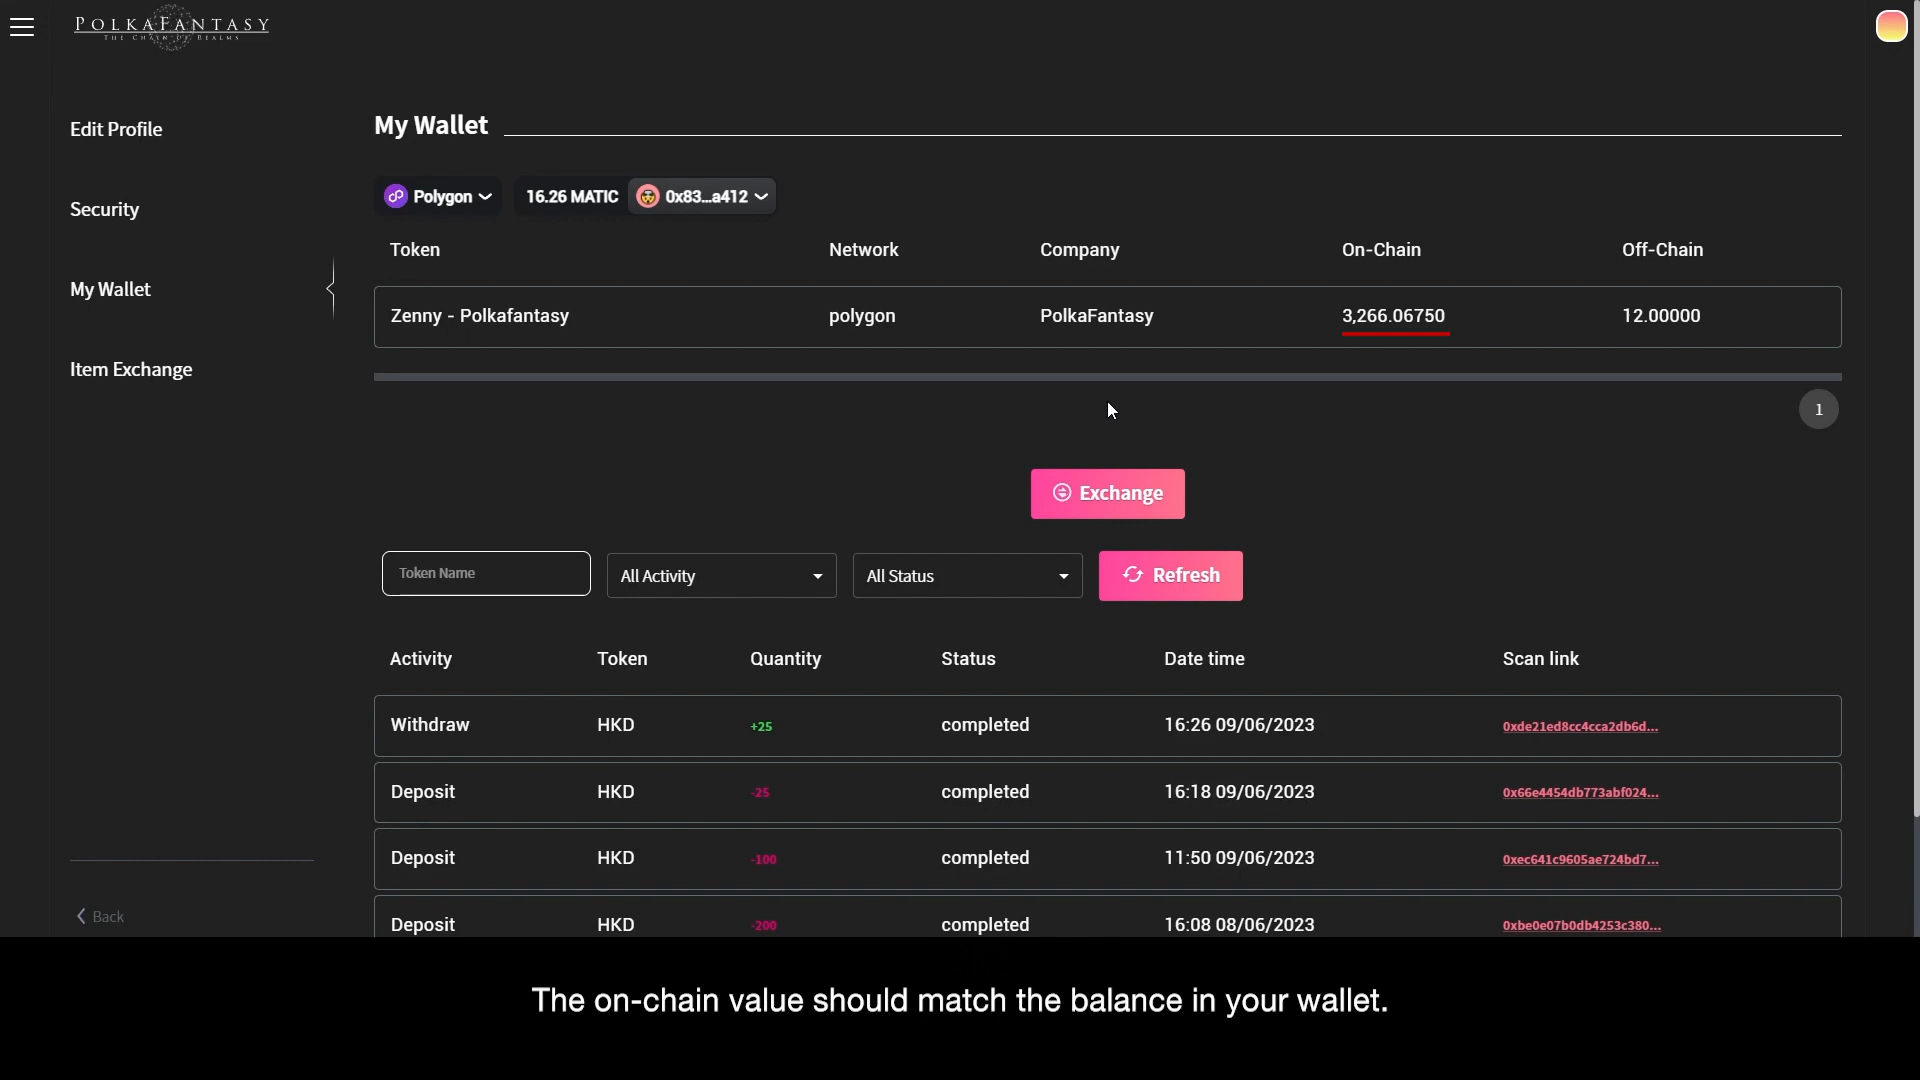 POLKAFANTASY
THE CHAIN OF REALMS
Edit Profile
Security
My Wallet
Item Exchange
Back
My Wallet
Polygon
16.26 MATIC 0x83...a412
Token Network Company On-Chain Off-Chain
Zenny - Polkafantasy polygon PolkaFantasy 3,266.06750 12.00000
1
Exchange
Token Name All Activity All Status Refresh
Activity Token Quantity Status Date time Scan link
Withdraw HKD +25 completed 16:26 09/06/2023 0xde21ed8cc4cca2db6d...
Deposit HKD -25 completed 16:18 09/06/2023 0x66e4454db773abf024...
Deposit HKD -100 completed 11:50 09/06/2023 0xec641c9605ae724bd7...
Deposit HKD -200 completed 16:08 08/06/2023 0xbe0e07b0db4253c380...
The on-chain value should match the balance in your wallet.